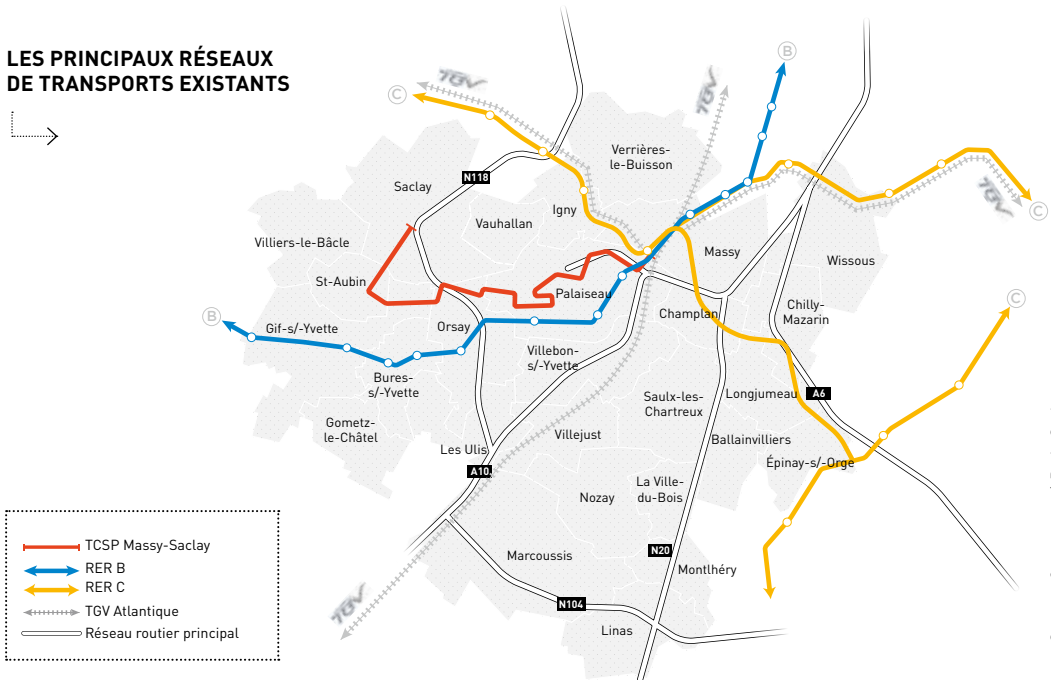 LES PRINCIPAUX RÉSEAUX
DE TRANSPORTS EXISTANTS
TGV
C
B
TGV
Verrières-
le-Buisson
N118
Saclay
Igny
Vauhallan
TGV
C
Villiers-le-Bâcle
Massy
Wissous
St-Aubin
Palaiseau
C
Champlan
Chilly-
Mazarin
B
Gif-s/-Yvette
Orsay
Villebon-
s/-Yvette
Bures-
s/-Yvette
Saulx-les-
Chartreux
Longjumeau
A6
Gometz-
le-Châtel
Villejust
Ballainvilliers
Les Ulis
Épinay-s/-Orge
A10
La Ville-
du-Bois
Nozay
Marcoussis
N20
Montlhéry
TGV
N104
Linas
TCSP Massy-Saclay
RER B
RER C
TGV Atlantique
Réseau routier principal